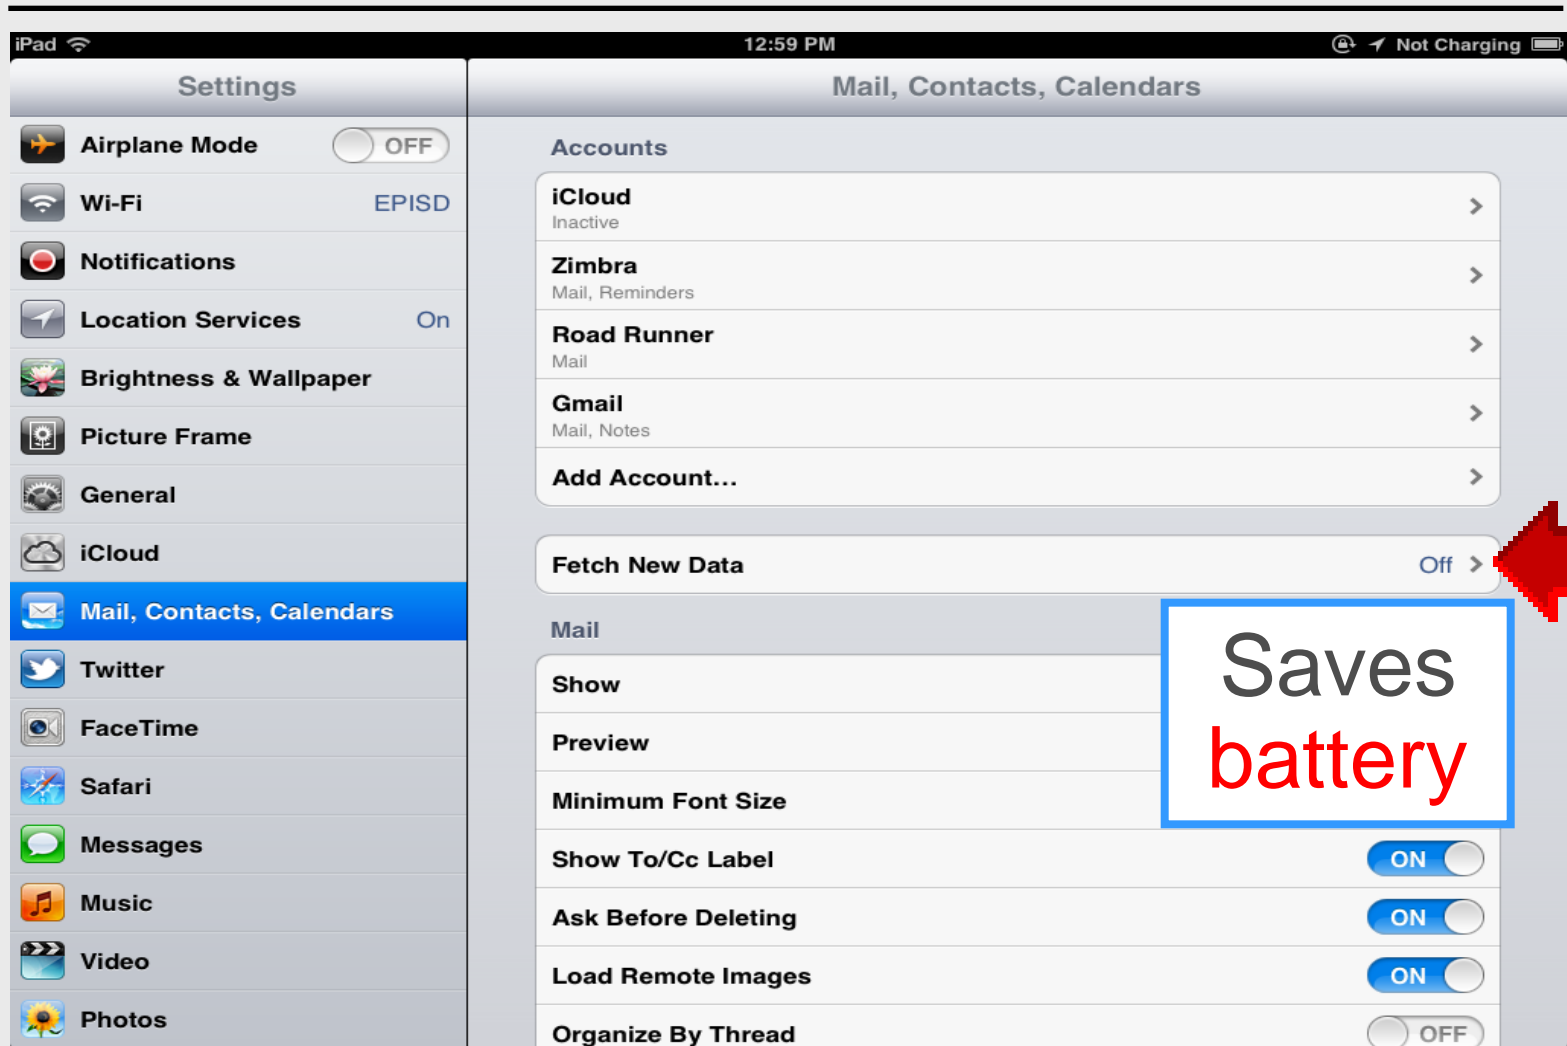 iPad
12:59 PM
Not Charging
Settings
Mail, Contacts, Calendars
Airplane Mode OFF
Wi-Fi EPISD
Notifications
Location Services On
Brightness & Wallpaper
Picture Frame
General
iCloud
Mail, Contacts, Calendars
Twitter
FaceTime
Safari
Messages
Music
Video
Photos
Accounts
iCloud
Inactive
Zimbra
Mail, Reminders
Road Runner
Mail
Gmail
Mail, Notes
Add Account...
Fetch New Data Off
Mail
Show
Preview
Minimum Font Size
Saves
battery
Show To/Cc Label ON
Ask Before Deleting ON
Load Remote Images ON
Organize By Thread OFF